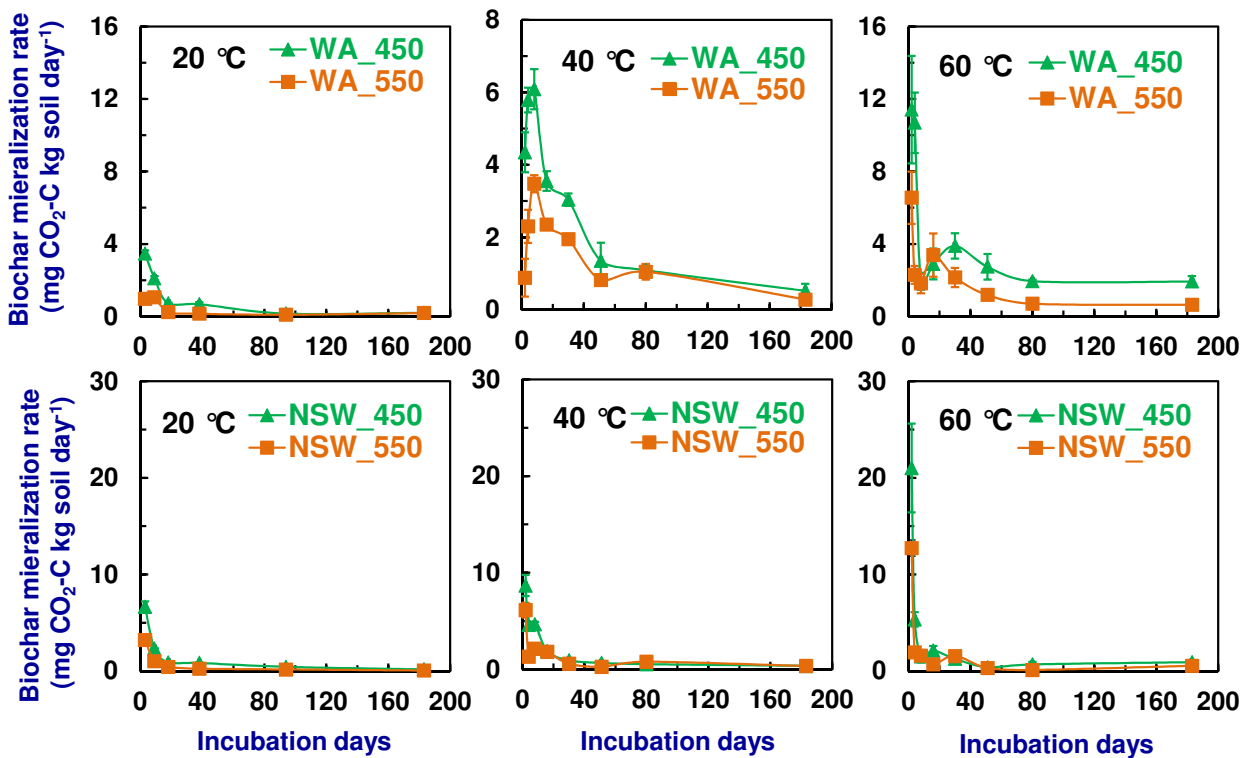 Biochar mieralization rate
(mg CO₂-C kg soil day⁻¹)
16
12
8
4
0
20 °C
WA_450
WA_550
0 40 80 120 160 200
8
6
4
2
0
40 °C
WA_450
WA_550
0 40 80 120 160 200
16
12
8
4
0
60 °C
WA_450
WA_550
0 40 80 120 160 200
Biochar mieralization rate
(mg CO₂-C kg soil day⁻¹)
30
20
10
0
20 °C
NSW_450
NSW_550
0 40 80 120 160 200
Incubation days
30
20
10
0
40 °C
NSW_450
NSW_550
0 40 80 120 160 200
Incubation days
30
20
10
0
60 °C
NSW_450
NSW_550
0 40 80 120 160 200
Incubation days